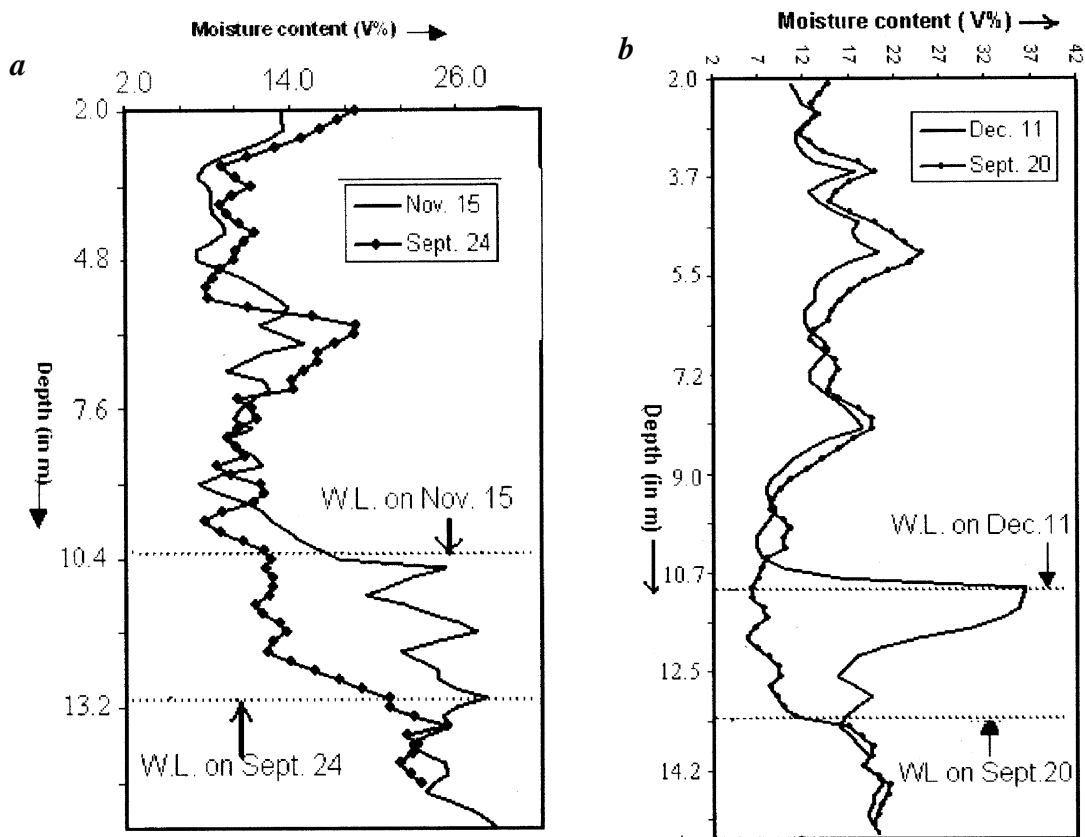 a
Moisture content (V%)
2.0 14.0 26.0
2.0
4.8
7.6
10.4
13.2
Depth (in m)
Nov. 15
Sept. 24
W.L. on Nov. 15
W.L. on Sept. 24
b
Moisture content ( V%)
2 7 12 17 22 27 32 37 42
2.0
3.7
5.5
7.2
9.0
10.7
12.5
14.2
Depth (in m)
Dec. 11
Sept. 20
W.L. on Dec.11
WL on Sept.20